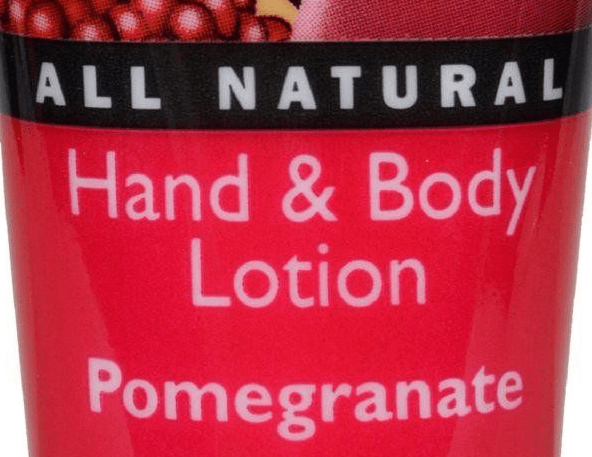 ALL NATURAL
Hand & Body
Lotion
Pomegranate